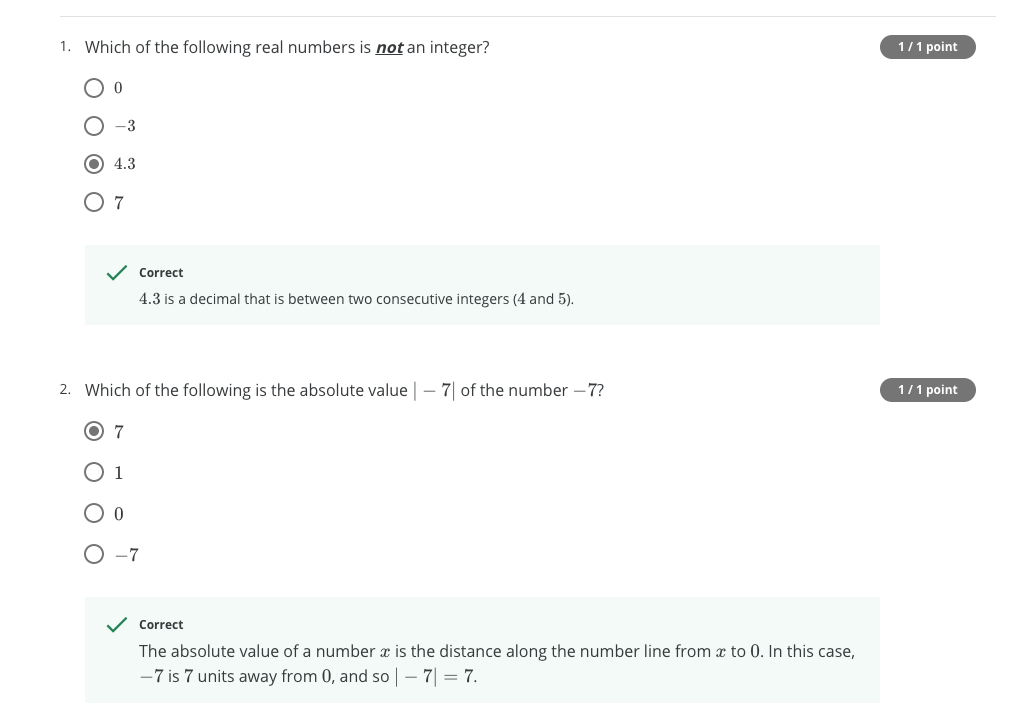 1. Which of the following real numbers is not an integer? 1 / 1 point
0
−3
4.3
7
Correct
4.3 is a decimal that is between two consecutive integers (4 and 5).
2. Which of the following is the absolute value | − 7| of the number −7? 1 / 1 point
7
1
0
−7
Correct
The absolute value of a number x is the distance along the number line from x to 0. In this case,
−7 is 7 units away from 0, and so | − 7| = 7.